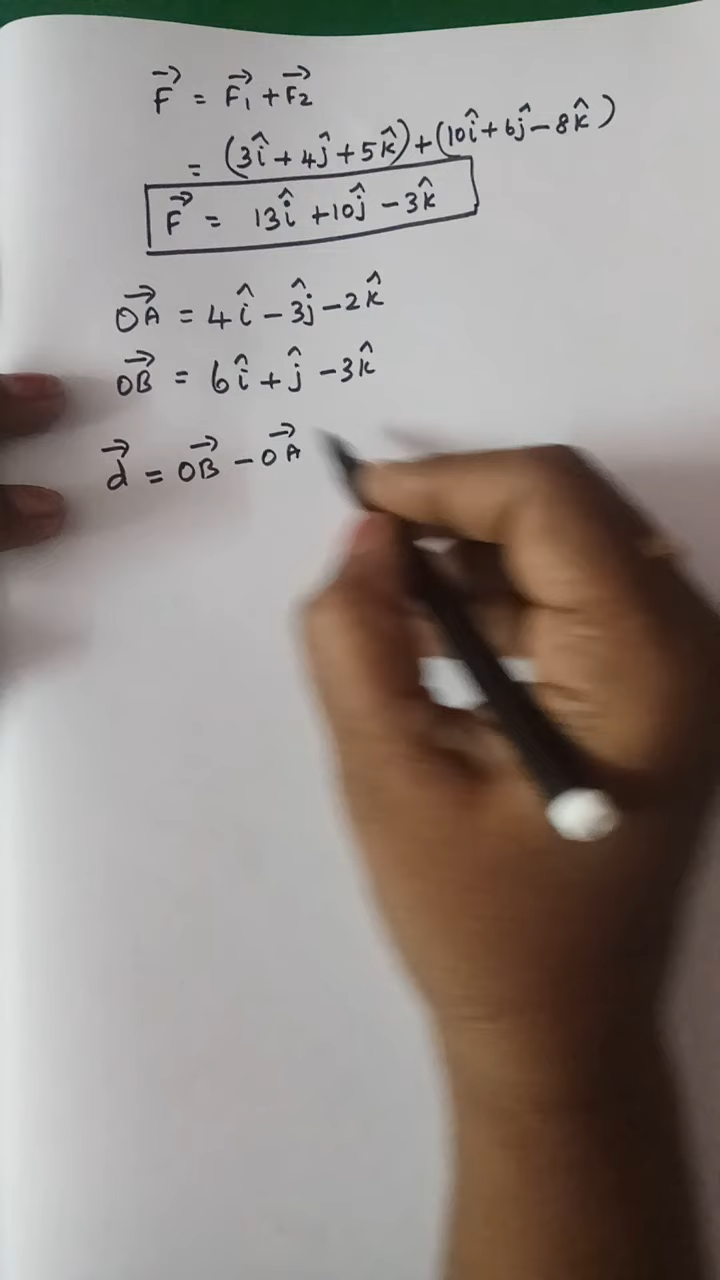 F⃗ = F⃗₁ + F⃗₂
= (3î + 4ĵ + 5k̂) + (10î + 6ĵ − 8k̂)
F⃗ = 13î + 10ĵ − 3k̂
OA⃗ = 4î − 3ĵ − 2k̂
OB⃗ = 6î + ĵ − 3k̂
d⃗ = OB⃗ − OA⃗